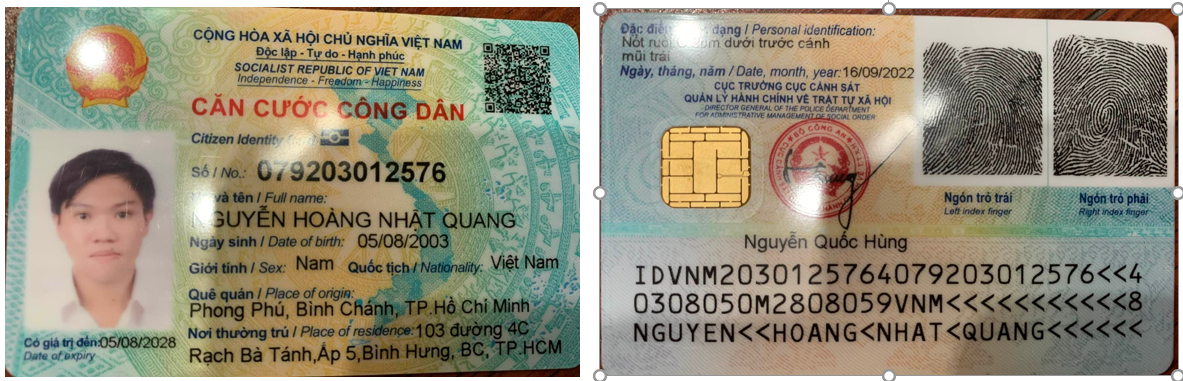 CỘNG HÒA XÃ HỘI CHỦ NGHĨA VIỆT NAM
Độc lập - Tự do - Hạnh phúc
SOCIALIST REPUBLIC OF VIET NAM
Independence - Freedom - Happiness
CĂN CƯỚC CÔNG DÂN
Citizen Identity
Số / No.: 079203012576
và tên / Full name:
NGUYỄN HOÀNG NHẬT QUANG
Ngày sinh / Date of birth: 05/08/2003
Giới tính / Sex: Nam Quốc tịch / Nationality: Việt Nam
Quê quán / Place of origin:
Phong Phú, Bình Chánh, TP.Hồ Chí Minh
Nơi thường trú / Place of residence: 103 đường 4C
Rạch Bà Tánh,Ấp 5,Bình Hưng, BC, TP.HCM
Có giá trị đến: 05/08/2028
Date of expiry
Đặc điểm dạng / Personal identification:
Nốt ruồi dưới trước cánh
mũi trái
Ngày, tháng, năm / Date, month, year: 16/09/2022
CỤC TRƯỞNG CỤC CẢNH SÁT
QUẢN LÝ HÀNH CHÍNH VỀ TRẬT TỰ XÃ HỘI
DIRECTOR GENERAL OF THE POLICE DEPARTMENT
FOR ADMINISTRATIVE MANAGEMENT OF SOCIAL ORDER
BỘ CÔNG AN
Nguyễn Quốc Hùng
Ngón trỏ trái
Left index finger
Ngón trỏ phải
Right index finger
IDVNM2030125764079203012576<<4
0308050M2808059VNM<<<<<<<<<<<8
NGUYEN<<HOANG<NHAT<QUANG<<<<<<